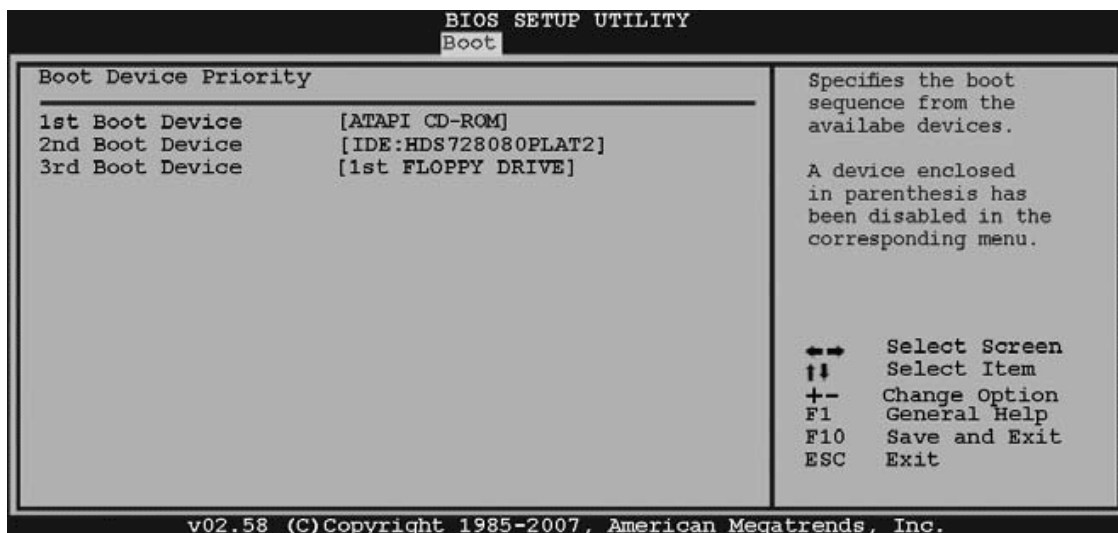 BIOS SETUP UTILITY
Boot
Boot Device Priority
1st Boot Device [ATAPI CD-ROM]
2nd Boot Device [IDE:HDS728080PLAT2]
3rd Boot Device [1st FLOPPY DRIVE]
Specifies the boot
sequence from the
availabe devices.
A device enclosed
in parenthesis has
been disabled in the
corresponding menu.
Select Screen
Select Item
+- Change Option
F1 General Help
F10 Save and Exit
ESC Exit
v02.58 (C)Copyright 1985-2007, American Megatrends, Inc.